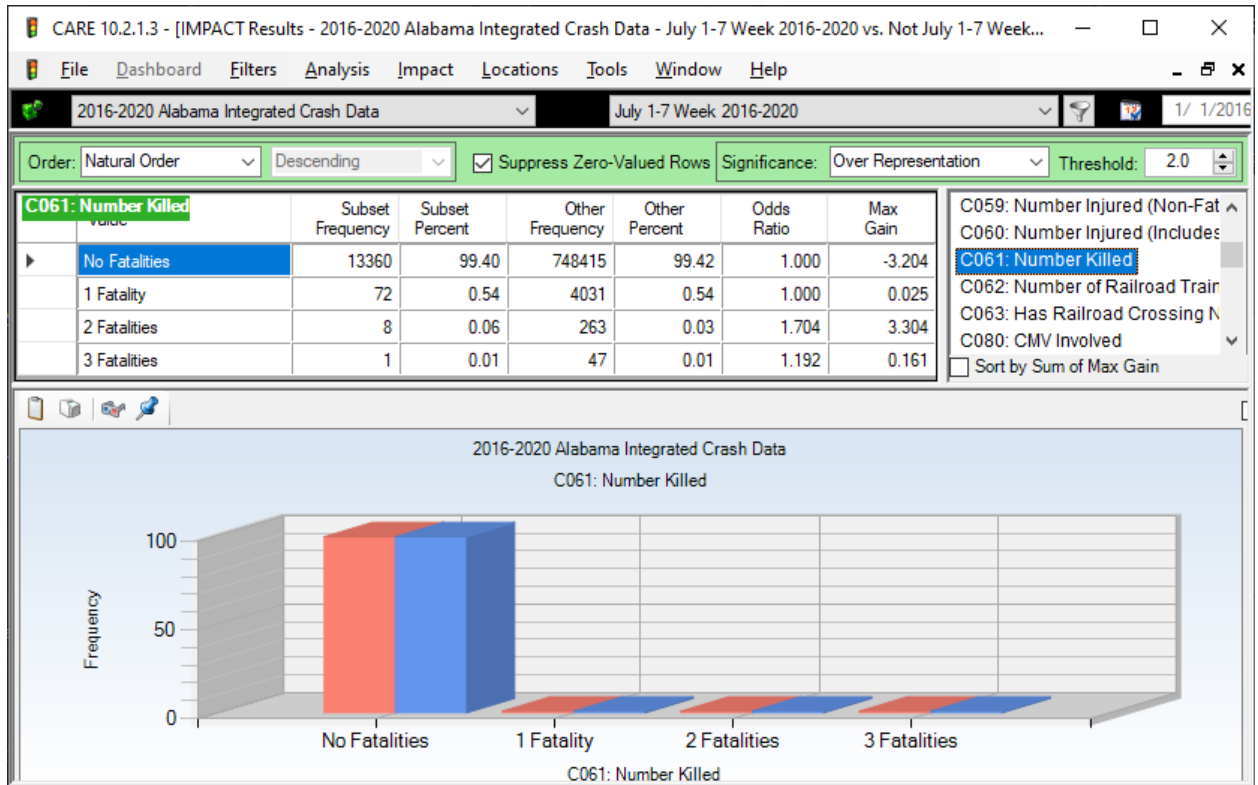 CARE 10.2.1.3 - [IMPACT Results - 2016-2020 Alabama Integrated Crash Data - July 1-7 Week 2016-2020 vs. Not July 1-7 Week...
File Dashboard Filters Analysis Impact Locations Tools Window Help
2016-2020 Alabama Integrated Crash Data July 1-7 Week 2016-2020 1/ 1/2016
Order: Natural Order Descending Suppress Zero-Valued Rows Significance: Over Representation Threshold: 2.0
C061: Number Killed Subset Frequency Subset Percent Other Frequency Other Percent Odds Ratio Max Gain
No Fatalities 13360 99.40 748415 99.42 1.000 -3.204
1 Fatality 72 0.54 4031 0.54 1.000 0.025
2 Fatalities 8 0.06 263 0.03 1.704 3.304
3 Fatalities 1 0.01 47 0.01 1.192 0.161
C059: Number Injured (Non-Fat
C060: Number Injured (Includes
C061: Number Killed
C062: Number of Railroad Train
C063: Has Railroad Crossing N
C080: CMV Involved
Sort by Sum of Max Gain
2016-2020 Alabama Integrated Crash Data
C061: Number Killed
Frequency
100
50
0
No Fatalities 1 Fatality 2 Fatalities 3 Fatalities
C061: Number Killed